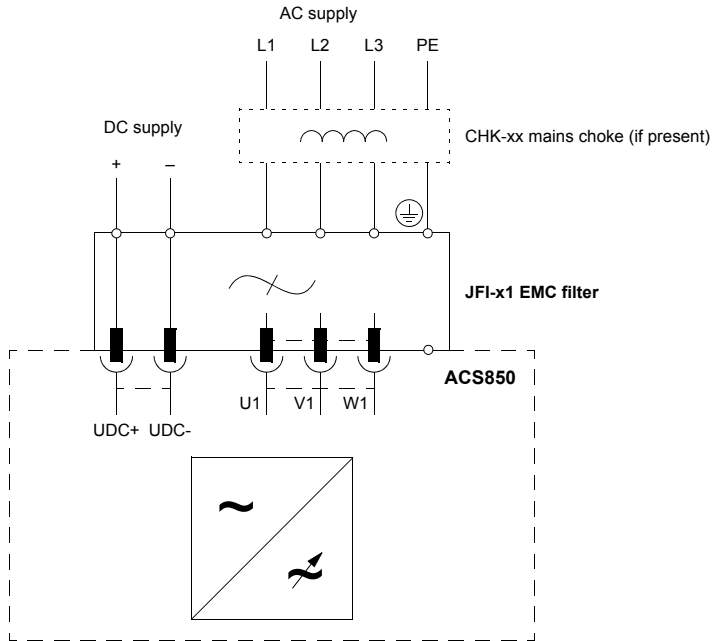 AC supply
L1 L2 L3 PE
DC supply
CHK-xx mains choke (if present)
+ –
JFI-x1 EMC filter
ACS850
U1 V1 W1
UDC+ UDC-
~
~